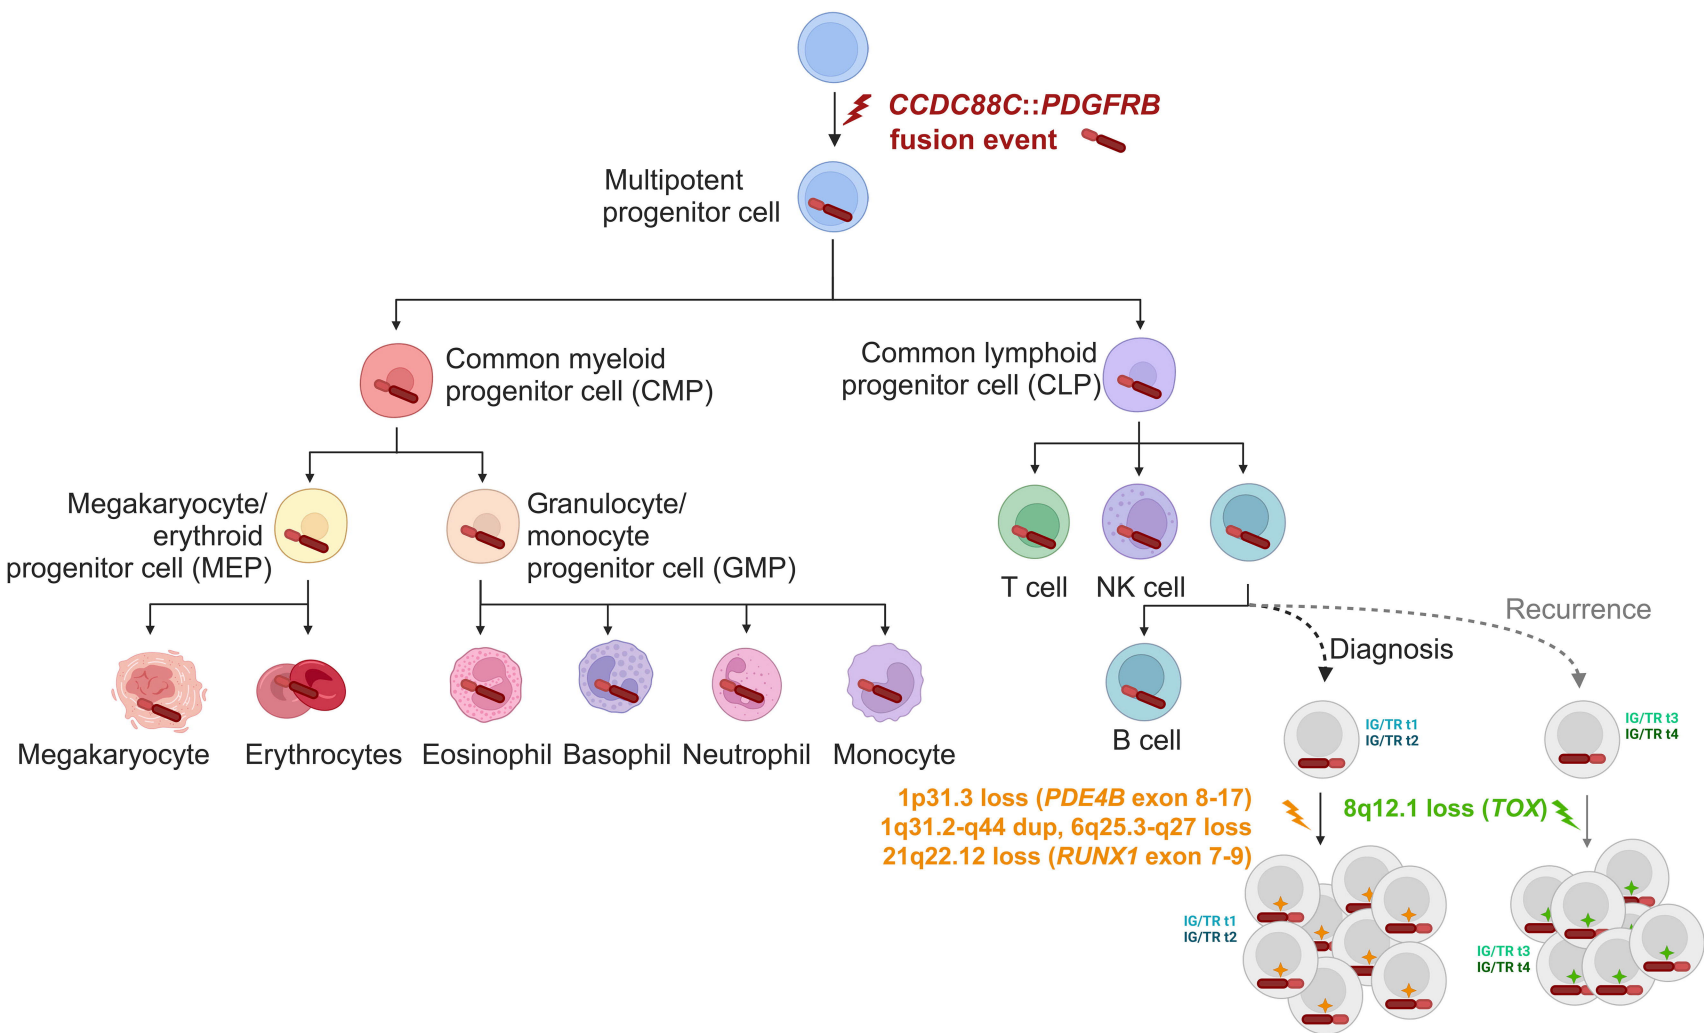 CCDC88C::PDGFRB
fusion event
Multipotent
progenitor cell
Common myeloid
progenitor cell (CMP)
Common lymphoid
progenitor cell (CLP)
Megakaryocyte/
erythroid
progenitor cell (MEP)
Granulocyte/
monocyte
progenitor cell (GMP)
T cell
NK cell
Recurrence
Diagnosis
Megakaryocyte
Erythrocytes
Eosinophil
Basophil
Neutrophil
Monocyte
B cell
IG/TR t1
IG/TR t2
IG/TR t3
IG/TR t4
1p31.3 loss (PDE4B exon 8-17)
1q31.2-q44 dup, 6q25.3-q27 loss
21q22.12 loss (RUNX1 exon 7-9)
8q12.1 loss (TOX)
IG/TR t1
IG/TR t2
IG/TR t3
IG/TR t4